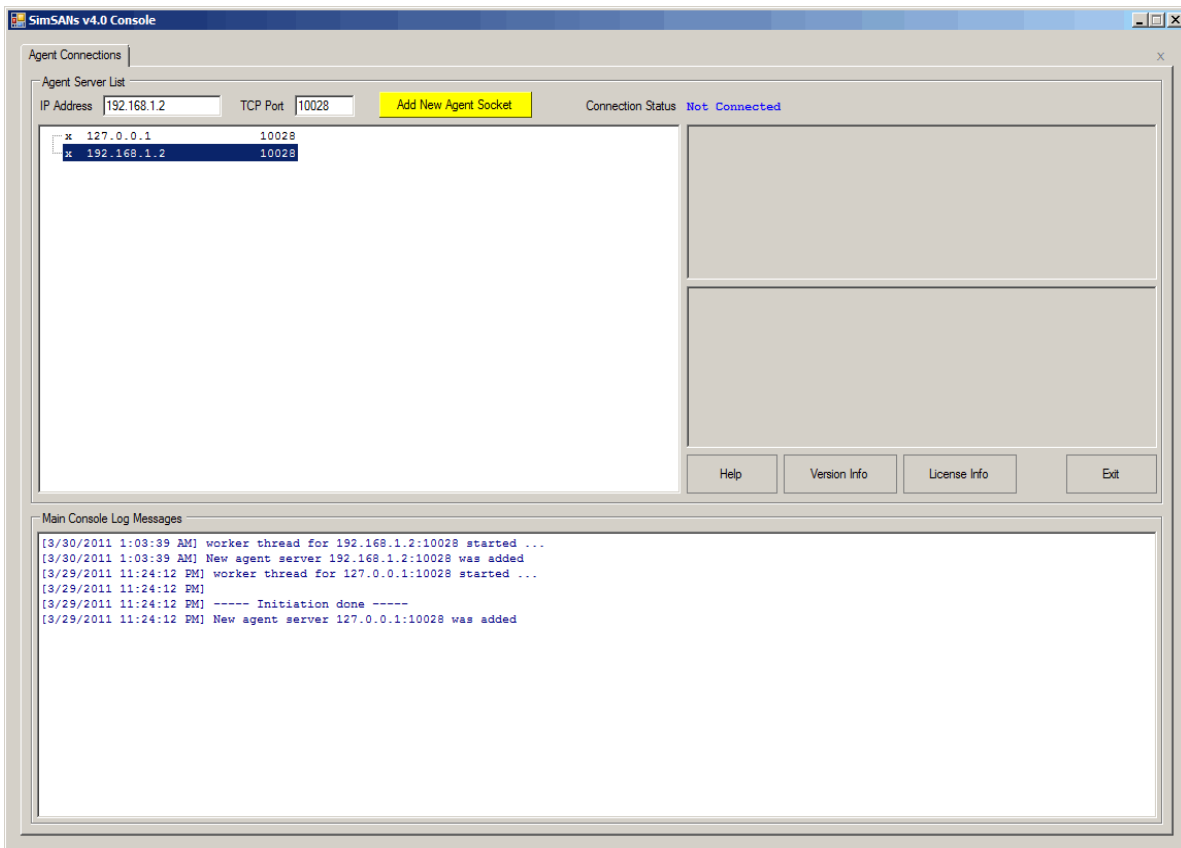 SimSANs v4.0 Console
Agent Connections
x
Agent Server List
IP Address 192.168.1.2 TCP Port 10028 Add New Agent Socket Connection Status Not Connected
x 127.0.0.1 10028
x 192.168.1.2 10028
Help Version Info License Info Exit
Main Console Log Messages
[3/30/2011 1:03:39 AM] worker thread for 192.168.1.2:10028 started ...
[3/30/2011 1:03:39 AM] New agent server 192.168.1.2:10028 was added
[3/29/2011 11:24:12 PM] worker thread for 127.0.0.1:10028 started ...
[3/29/2011 11:24:12 PM]
[3/29/2011 11:24:12 PM] ----- Initiation done -----
[3/29/2011 11:24:12 PM] New agent server 127.0.0.1:10028 was added